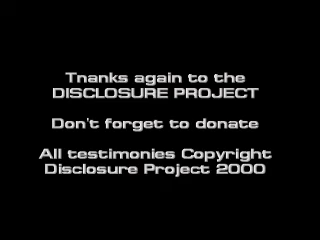 Tnanks again to the
DISCLOSURE PROJECT
Don't forget to donate
All testimonies Copyright
Disclosure Project 2000